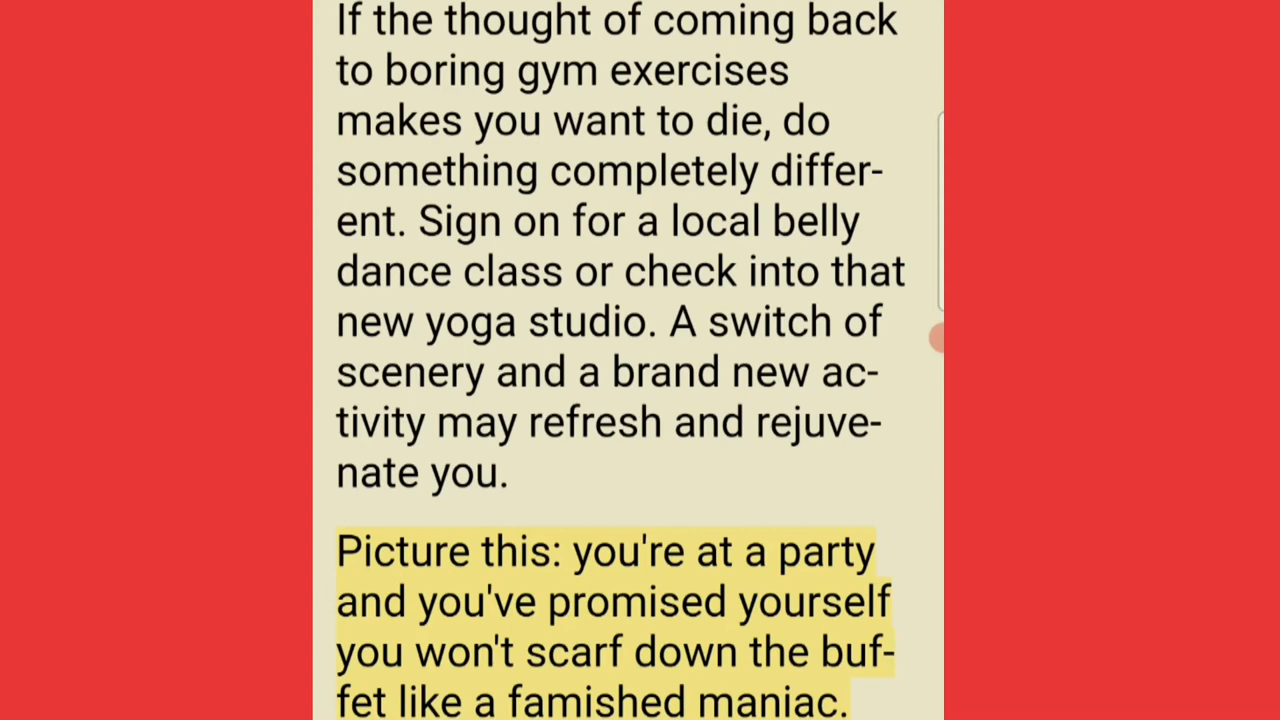 If the thought of coming back
to boring gym exercises
makes you want to die, do
something completely differ-
ent. Sign on for a local belly
dance class or check into that
new yoga studio. A switch of
scenery and a brand new ac-
tivity may refresh and rejuve-
nate you.
Picture this: you're at a party
and you've promised yourself
you won't scarf down the buf-
fet like a famished maniac.